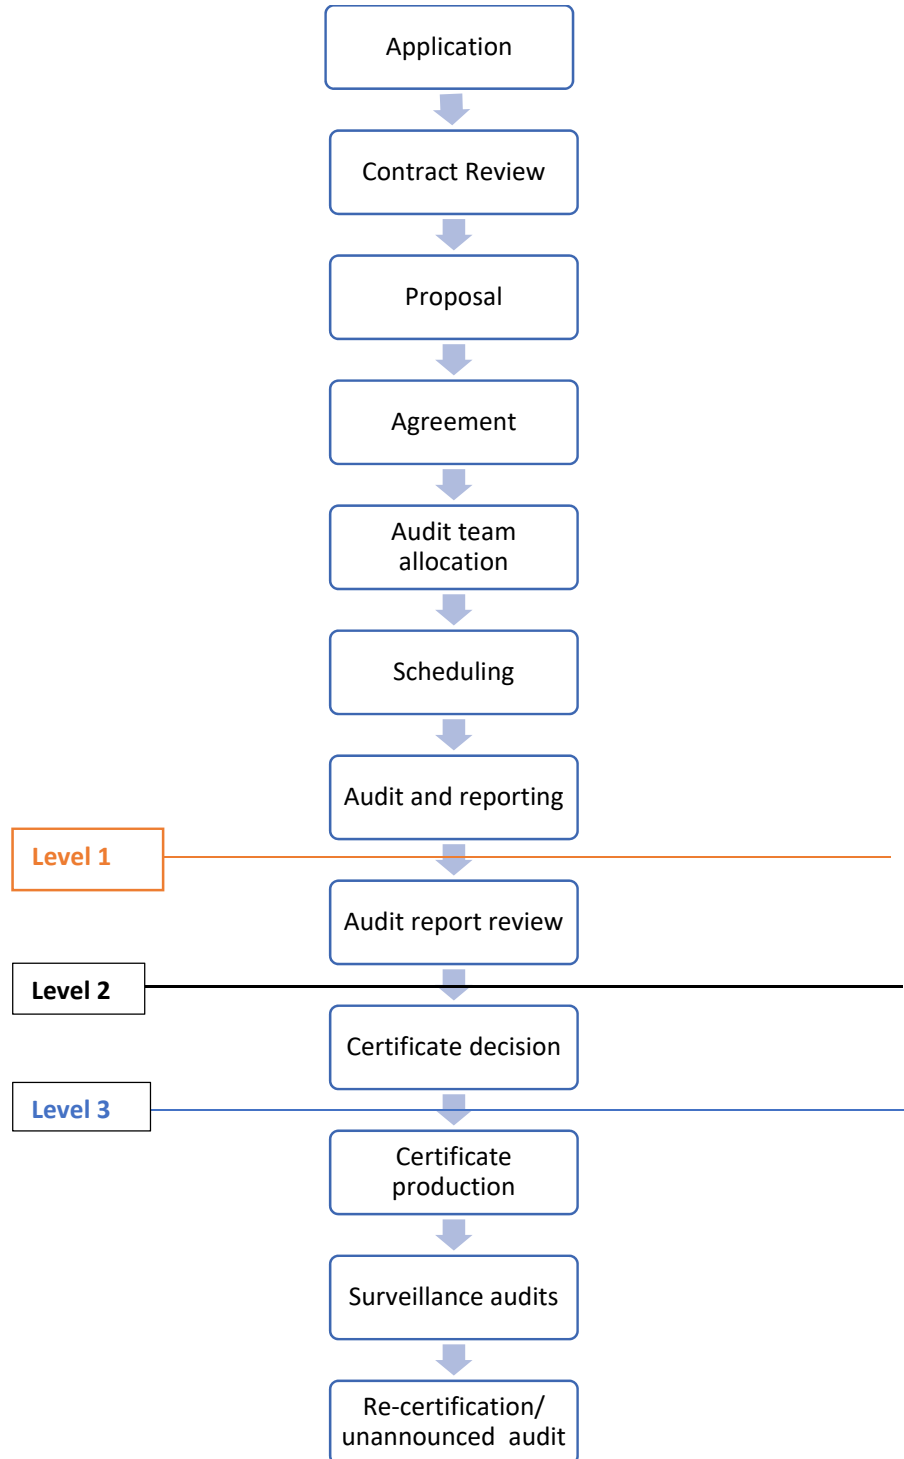 Application
Contract Review
Proposal
Agreement
Audit team
allocation
Scheduling
Audit and reporting
Level 1
Audit report review
Level 2
Certificate decision
Level 3
Certificate
production
Surveillance audits
Re-certification/
unannounced audit